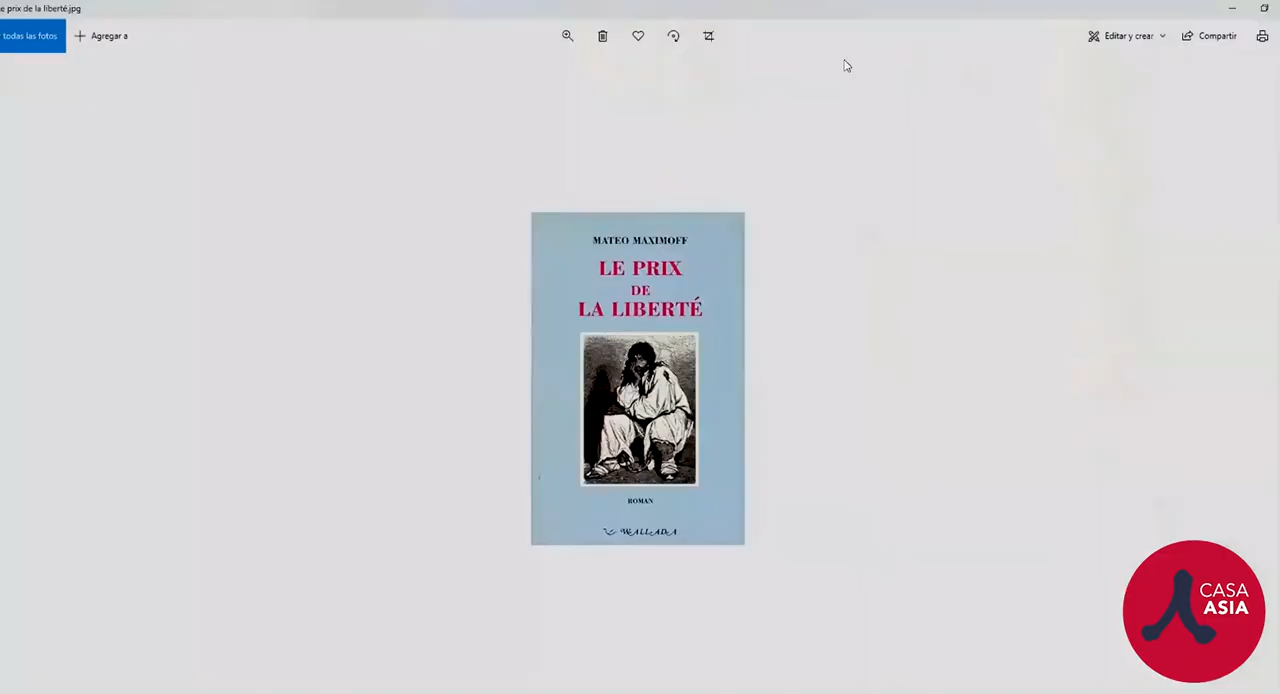 e prix de la liberté.jpg
todas las fotos
Agregar a
Editar y crear
Compartir
MATEO MAXIMOFF
LE PRIX
DE
LA LIBERTÉ
ROMAN
WALLADA
CASA
ASIA